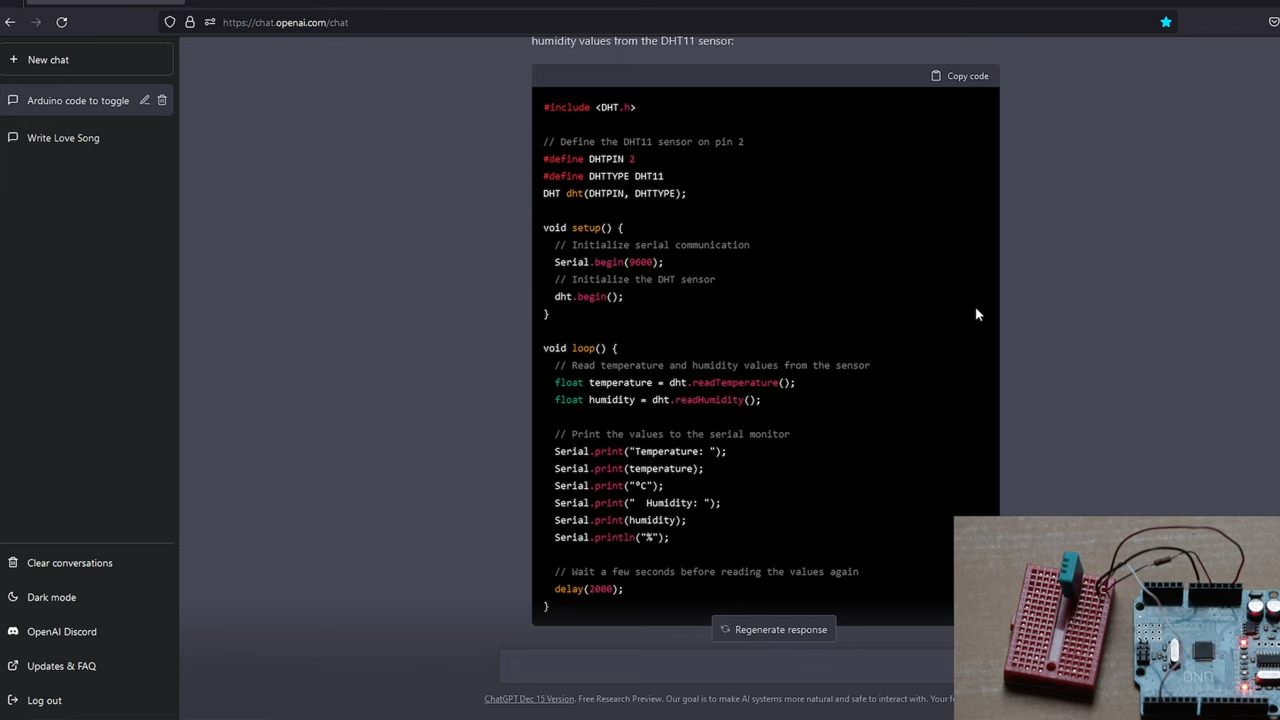 https://chat.openai.com/chat
humidity values from the DHT11 sensor:
New chat
Copy code
Arduino code to toggle
Write Love Song
#include <DHT.h>
// Define the DHT11 sensor on pin 2
#define DHTPIN 2
#define DHTTYPE DHT11
DHT dht(DHTPIN, DHTTYPE);
void setup() {
// Initialize serial communication
Serial.begin(9600);
// Initialize the DHT sensor
dht.begin();
}
void loop() {
// Read temperature and humidity values from the sensor
float temperature = dht.readTemperature();
float humidity = dht.readHumidity();
// Print the values to the serial monitor
Serial.print("Temperature: ");
Serial.print(temperature);
Serial.print("°C");
Serial.print("  Humidity: ");
Serial.print(humidity);
Serial.println("%");
// Wait a few seconds before reading the values again
delay(2000);
}
Clear conversations
Dark mode
OpenAI Discord
Updates & FAQ
Log out
Regenerate response
ChatGPT Dec 15 Version. Free Research Preview. Our goal is to make AI systems more natural and safe to interact with. Your
UNO